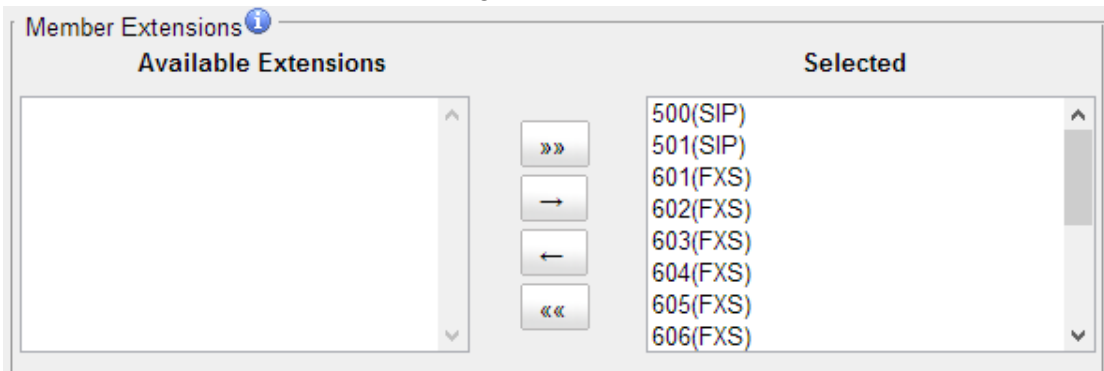 Member Extensions
Available Extensions
Selected
500(SIP)
501(SIP)
601(FXS)
602(FXS)
603(FXS)
604(FXS)
605(FXS)
606(FXS)
»»
→
←
««